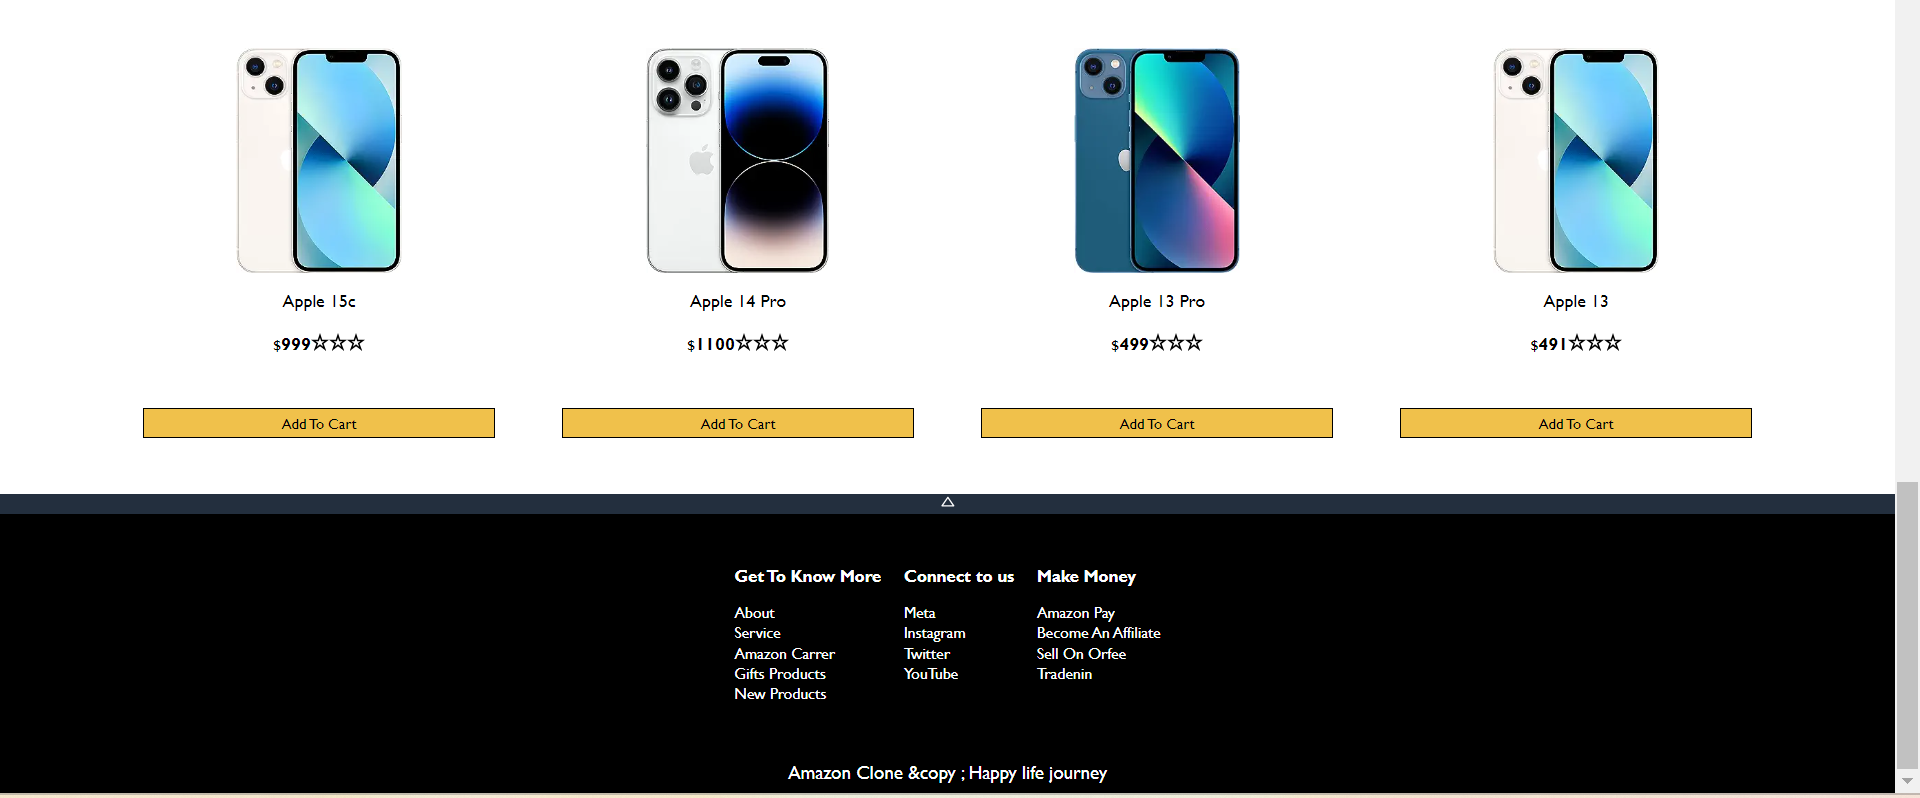 Apple 15c
Apple 14 Pro
Apple 13 Pro
Apple 13
$999☆☆☆
$1100☆☆☆
$499☆☆☆
$491☆☆☆
Add To Cart
Add To Cart
Add To Cart
Add To Cart
Get To Know More
About
Service
Amazon Carrer
Gifts Products
New Products
Connect to us
Meta
Instagram
Twitter
YouTube
Make Money
Amazon Pay
Become An Affiliate
Sell On Orfee
Tradenin
Amazon Clone &copy ; Happy life journey